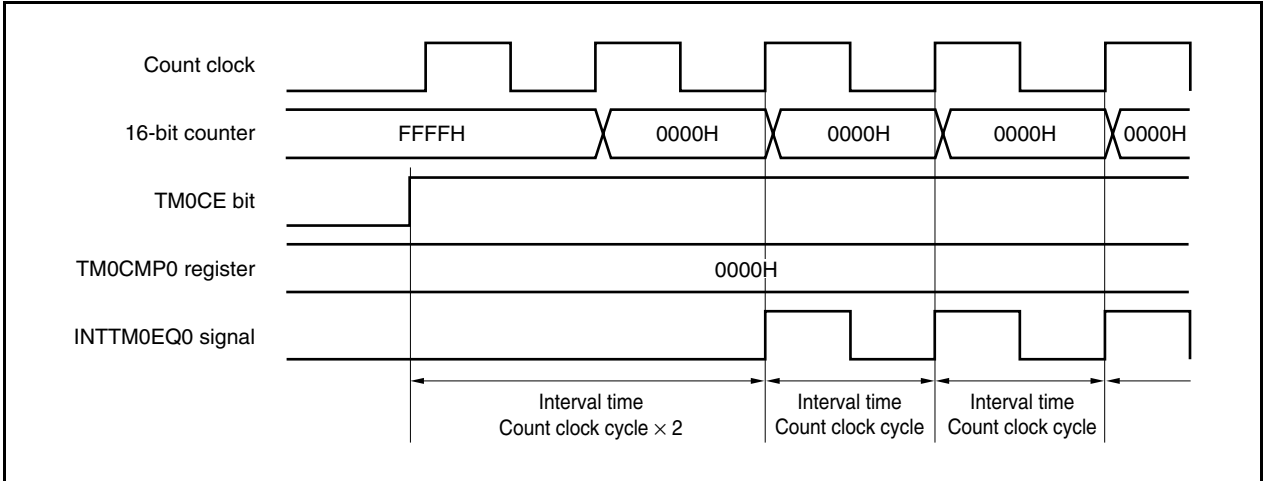 Count clock
16-bit counter
FFFFH
0000H
0000H
0000H
0000H
TM0CE bit
TM0CMP0 register
0000H
INTTM0EQ0 signal
Interval time
Count clock cycle × 2
Interval time
Count clock cycle
Interval time
Count clock cycle